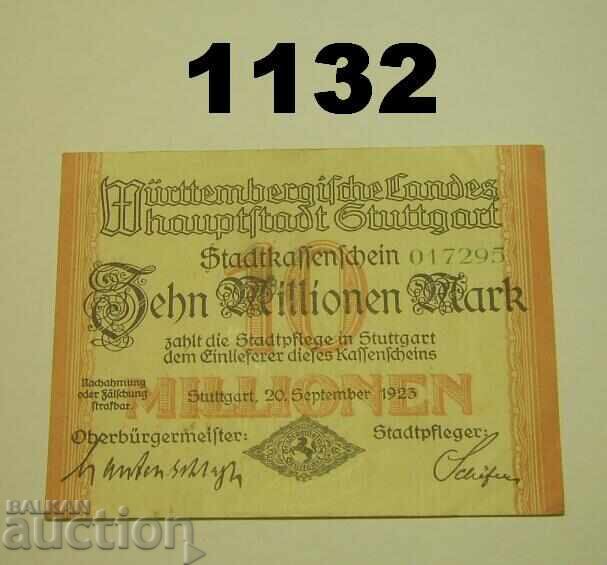 1132
Württembergische Landes
hauptstadt Stuttgart
Stadtkassenschein 017295
10
Zehn Millionen Mark
zahlt die Stadtpflege in Stuttgart
dem Einlieferer dieses Kassenscheins
Nachahmung
oder Fälschung
strafbar.
MILLIONEN
Stuttgart, 20. September 1923
Oberbürgermeister:
Stadtpfleger:
BALKAN
auction